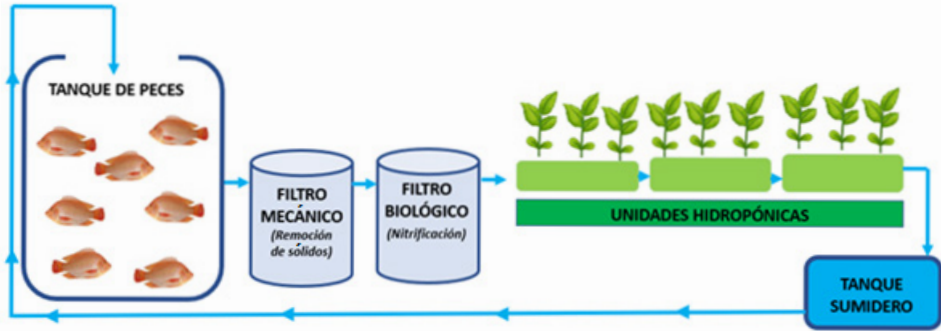 TANQUE DE PECES
FILTRO
MECÁNICO
(Remoción
de sólidos)
FILTRO
BIOLÓGICO
(Nitrificación)
UNIDADES HIDROPÓNICAS
TANQUE
SUMIDERO